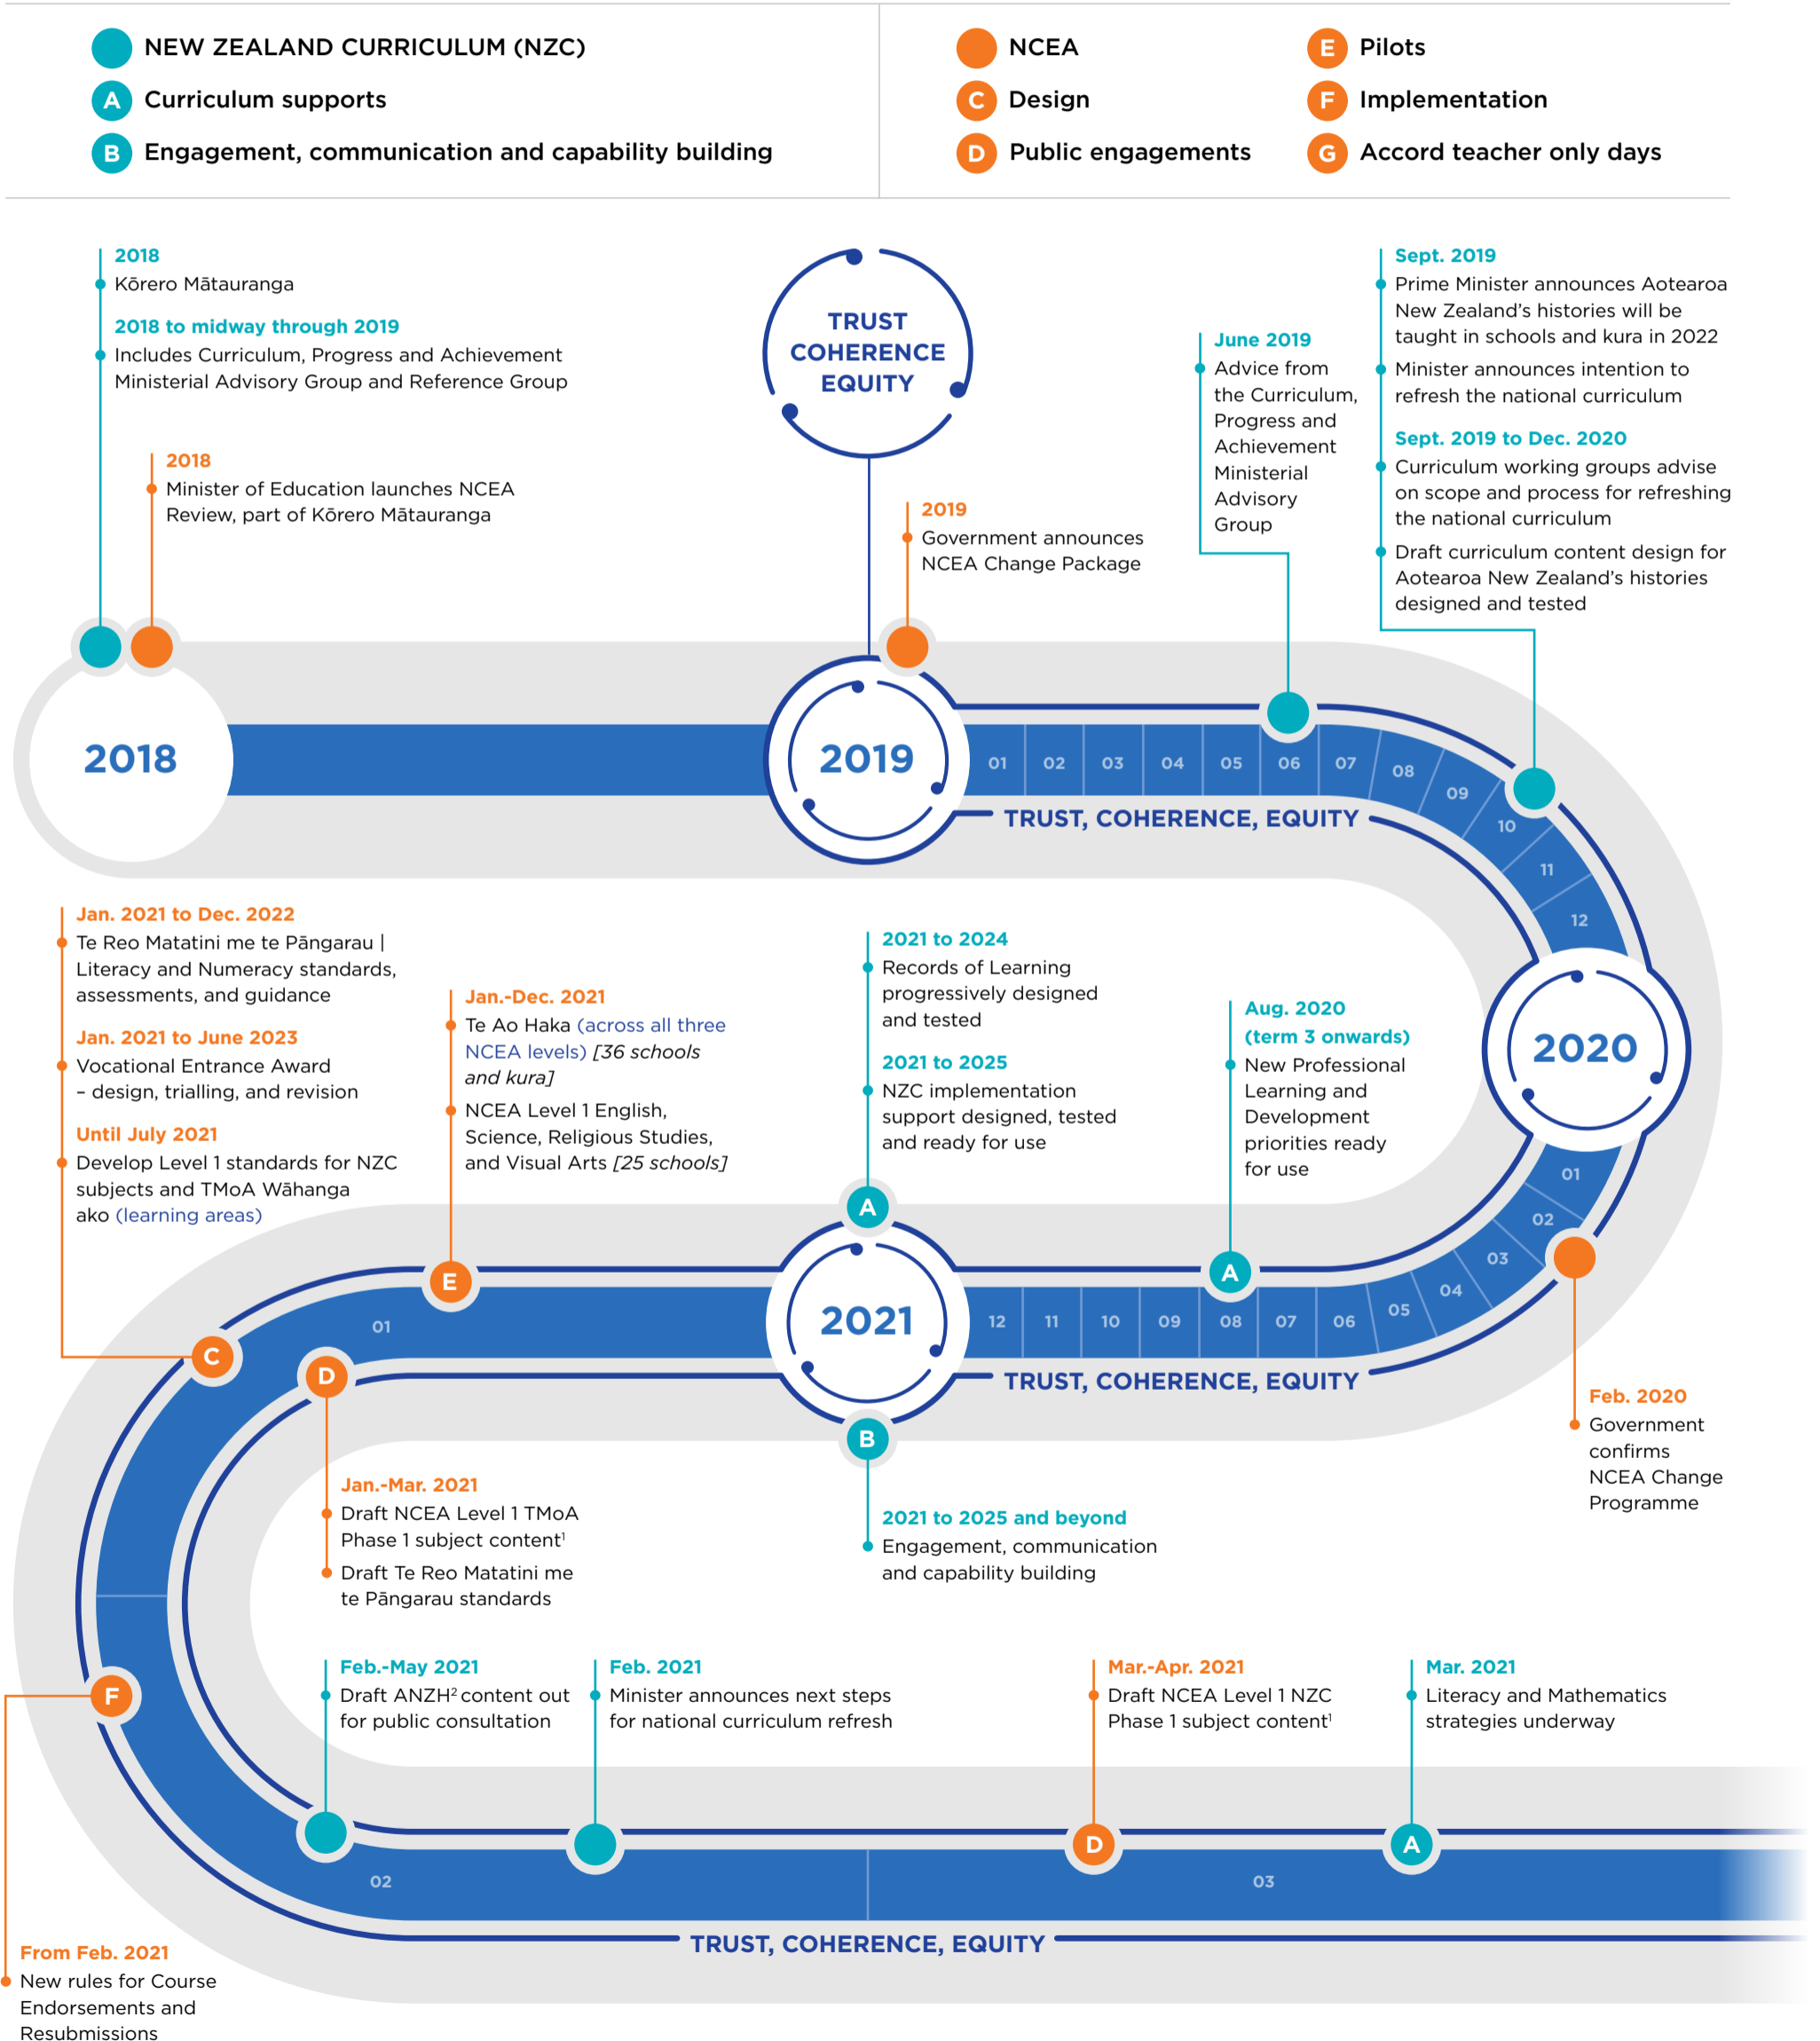 NEW ZEALAND CURRICULUM (NZC)
A Curriculum supports
B Engagement, communication and capability building
NCEA
C Design
D Public engagements
E Pilots
F Implementation
G Accord teacher only days
2018
Kōrero Mātauranga
2018 to midway through 2019
Includes Curriculum, Progress and Achievement
Ministerial Advisory Group and Reference Group
2018
Minister of Education launches NCEA
Review, part of Kōrero Mātauranga
TRUST
COHERENCE
EQUITY
2019
Government announces
NCEA Change Package
June 2019
Advice from
the Curriculum,
Progress and
Achievement
Ministerial
Advisory
Group
Sept. 2019
Prime Minister announces Aotearoa
New Zealand’s histories will be
taught in schools and kura in 2022
Minister announces intention to
refresh the national curriculum
Sept. 2019 to Dec. 2020
Curriculum working groups advise
on scope and process for refreshing
the national curriculum
Draft curriculum content design for
Aotearoa New Zealand’s histories
designed and tested
2018
2019
01 02 03 04 05 06 07 08 09 10 11 12
TRUST, COHERENCE, EQUITY
2020
Jan. 2021 to Dec. 2022
Te Reo Matatini me te Pāngarau |
Literacy and Numeracy standards,
assessments, and guidance
Jan. 2021 to June 2023
Vocational Entrance Award
– design, trialling, and revision
Until July 2021
Develop Level 1 standards for NZC
subjects and TMoA Wāhanga
ako (learning areas)
Jan.-Dec. 2021
Te Ao Haka (across all three
NCEA levels) [36 schools
and kura]
NCEA Level 1 English,
Science, Religious Studies,
and Visual Arts [25 schools]
2021 to 2024
Records of Learning
progressively designed
and tested
2021 to 2025
NZC implementation
support designed, tested
and ready for use
Aug. 2020
(term 3 onwards)
New Professional
Learning and
Development
priorities ready
for use
01
02
03
04
05
06
07
08
09
10
11
12
A
A
E
C
D
01
2021
TRUST, COHERENCE, EQUITY
B
Feb. 2020
Government
confirms
NCEA Change
Programme
Jan.-Mar. 2021
Draft NCEA Level 1 TMoA
Phase 1 subject content¹
Draft Te Reo Matatini me
te Pāngarau standards
2021 to 2025 and beyond
Engagement, communication
and capability building
F
Feb.-May 2021
Draft ANZH² content out
for public consultation
Feb. 2021
Minister announces next steps
for national curriculum refresh
Mar.-Apr. 2021
Draft NCEA Level 1 NZC
Phase 1 subject content¹
Mar. 2021
Literacy and Mathematics
strategies underway
D
A
02
03
TRUST, COHERENCE, EQUITY
From Feb. 2021
New rules for Course
Endorsements and
Resubmissions